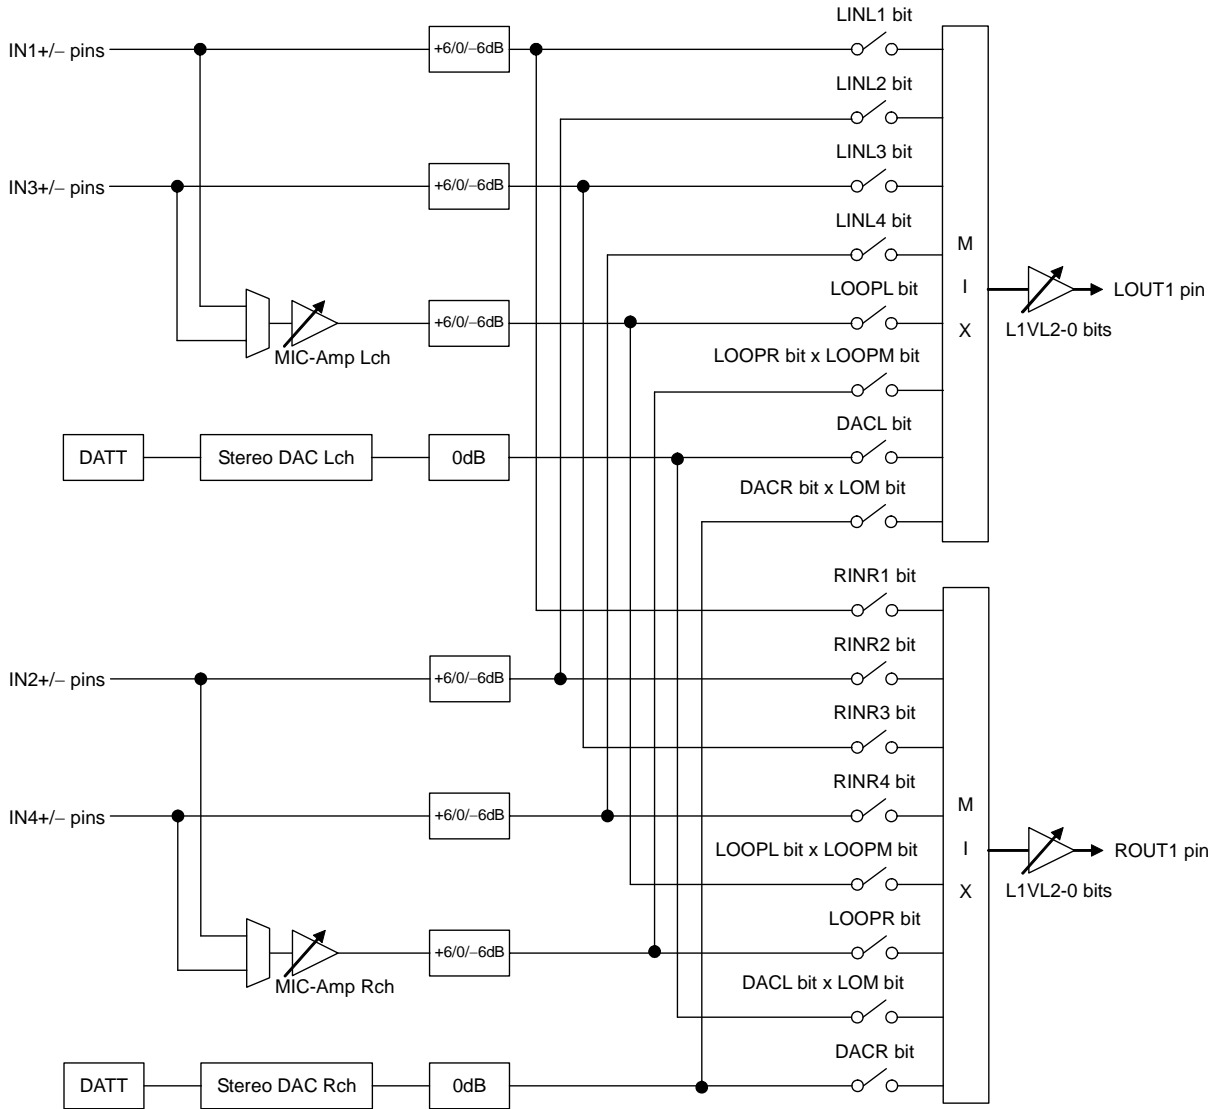 LINL1 bit
IN1+/− pins
+6/0/−6dB
LINL2 bit
LINL3 bit
IN3+/− pins
+6/0/−6dB
LINL4 bit
M
I
X
LOOPL bit
LOUT1 pin
+6/0/−6dB
L1VL2-0 bits
MIC-Amp Lch
LOOPR bit x LOOPM bit
DACL bit
DATT
Stereo DAC Lch
0dB
DACR bit x LOM bit
RINR1 bit
RINR2 bit
IN2+/− pins
+6/0/−6dB
RINR3 bit
RINR4 bit
IN4+/− pins
+6/0/−6dB
M
I
X
LOOPL bit x LOOPM bit
ROUT1 pin
L1VL2-0 bits
LOOPR bit
+6/0/−6dB
MIC-Amp Rch
DACL bit x LOM bit
DACR bit
DATT
Stereo DAC Rch
0dB